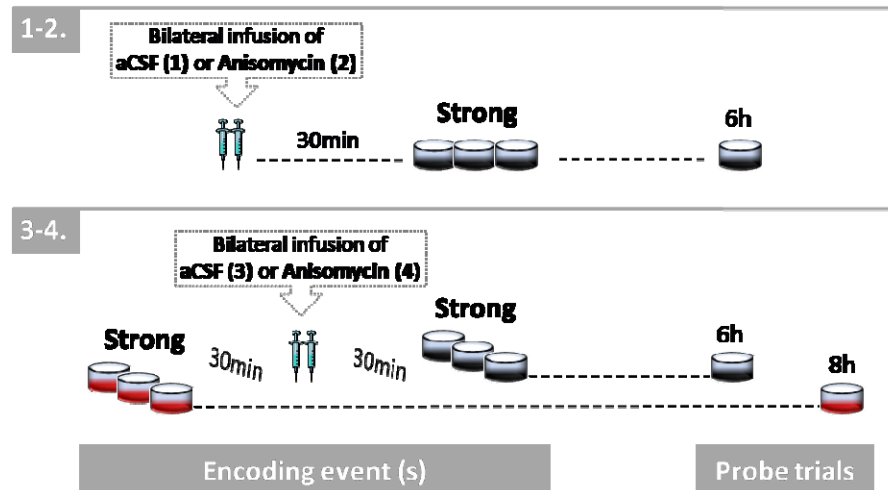 1-2.
Bilateral infusion of
aCSF (1) or Anisomycin (2)
30min
Strong
6h
3-4.
Bilateral infusion of
aCSF (3) or Anisomycin (4)
Strong
30min
30min
Strong
6h
8h
Encoding event (s)
Probe trials